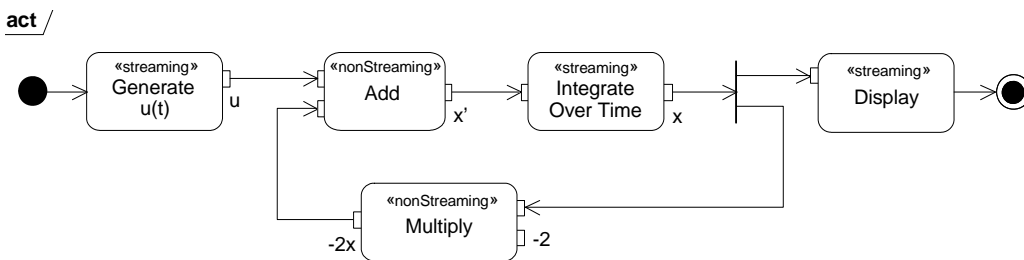 act
«streaming»
Generate
u(t)
u
«nonStreaming»
Add
x’
«streaming»
Integrate
Over Time
x
«streaming»
Display
«nonStreaming»
Multiply
-2x
-2